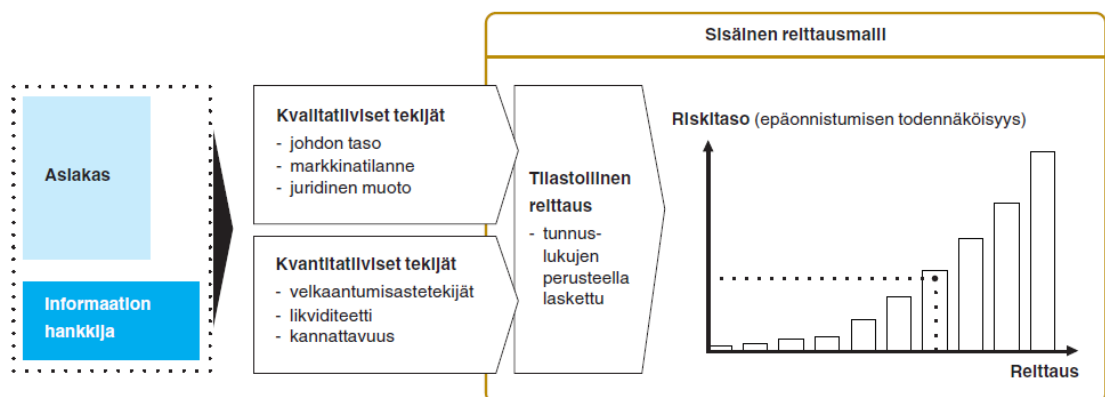 Sisäinen reittausmalli
Asiakas
Informaation
hankkija
Kvalitatiiviset tekijät
- johdon taso
- markkinatilanne
- juridinen muoto
Kvantitatiiviset tekijät
- velkaantumisastetekijät
- likviditeetti
- kannattavuus
Tilastollinen
reittaus
- tunnus-
lukujen
perusteella
laskettu
Riskitaso (epäonnistumisen todennäköisyys)
Reittaus